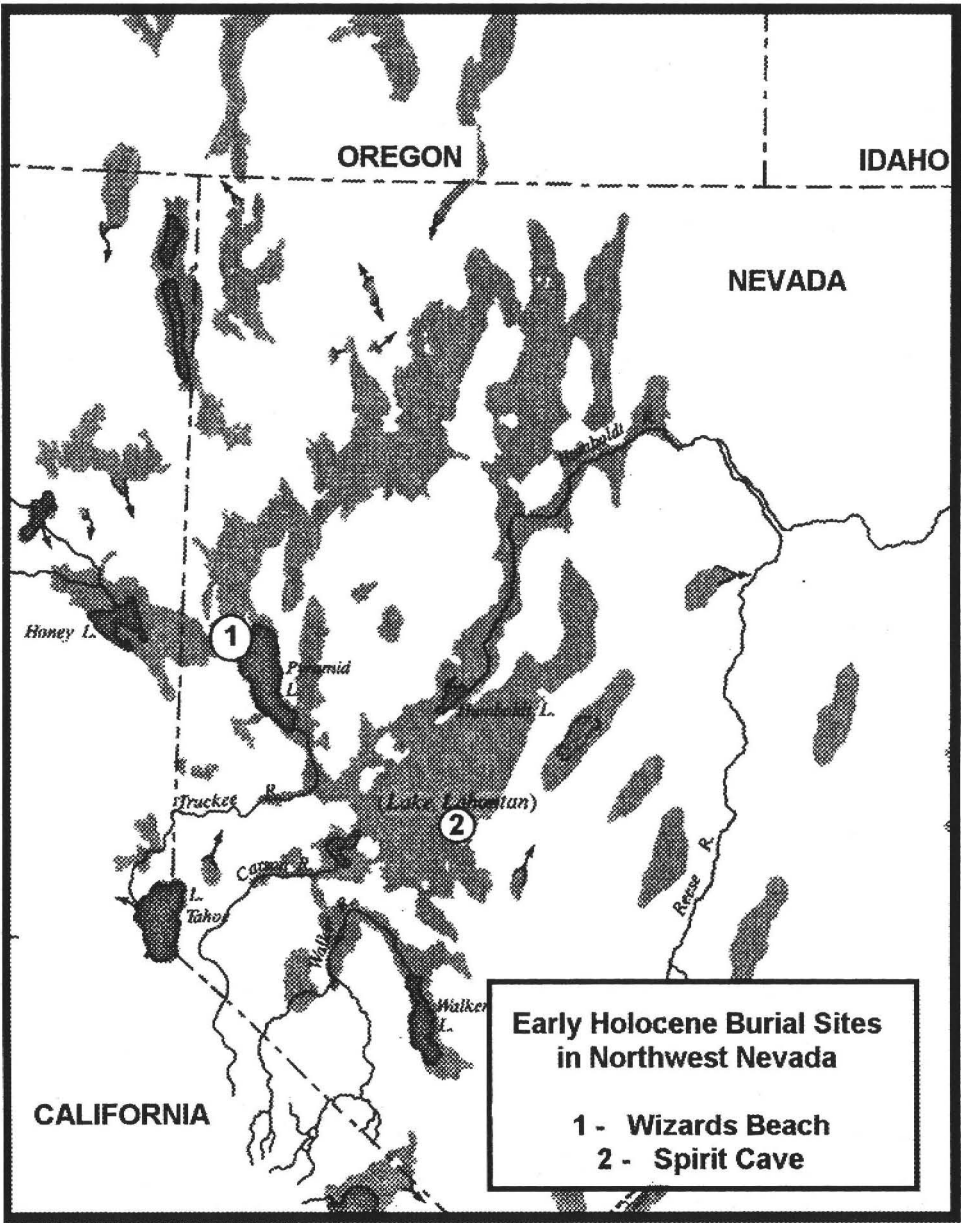 OREGON
IDAHO
NEVADA
Honey L.
Pyramid
L.
Humboldt
Humboldt L.
Truckee R.
(Lake Lahontan)
L.
Tahoe
Carson R.
Walker
Walker
L.
Reese R.
CALIFORNIA
1
2
Early Holocene Burial Sites
in Northwest Nevada
1 - Wizards Beach
2 - Spirit Cave